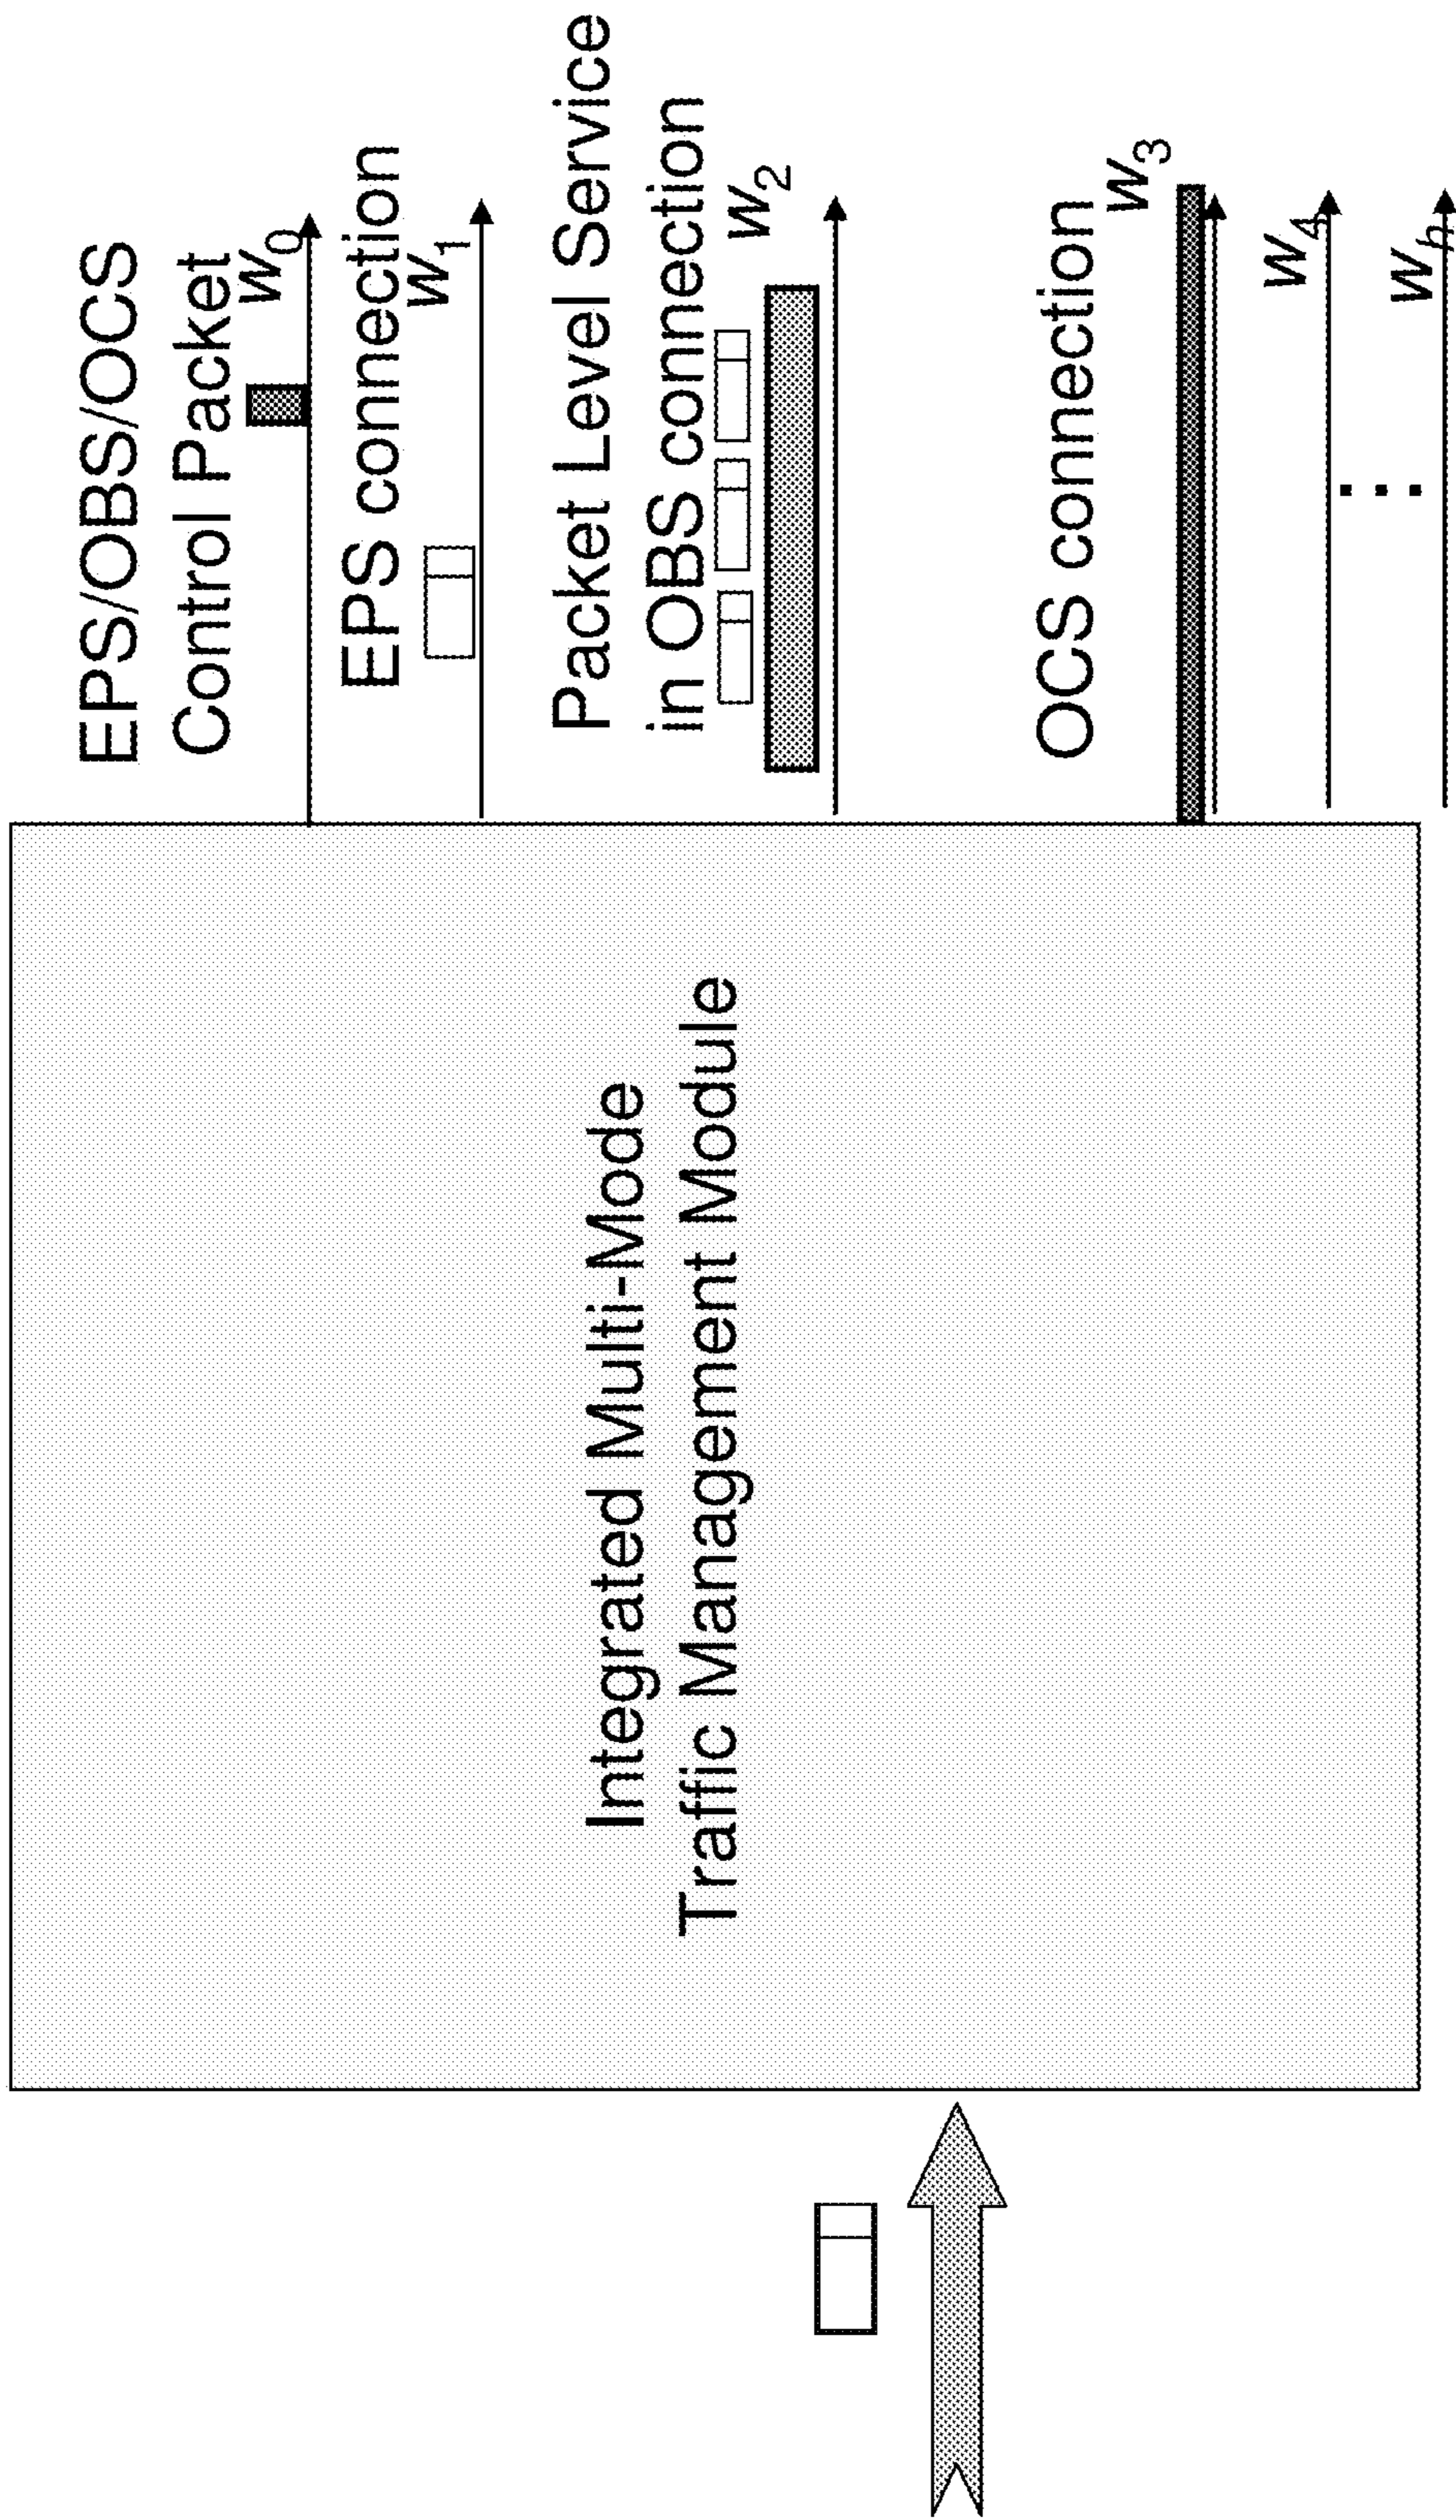 EPS/OBS/OCS
Control Packet
w0
EPS connection
w1
Packet Level Service
in OBS connection
w2
OCS connection
w3
w4
wh
Integrated Multi-Mode
Traffic Management Module